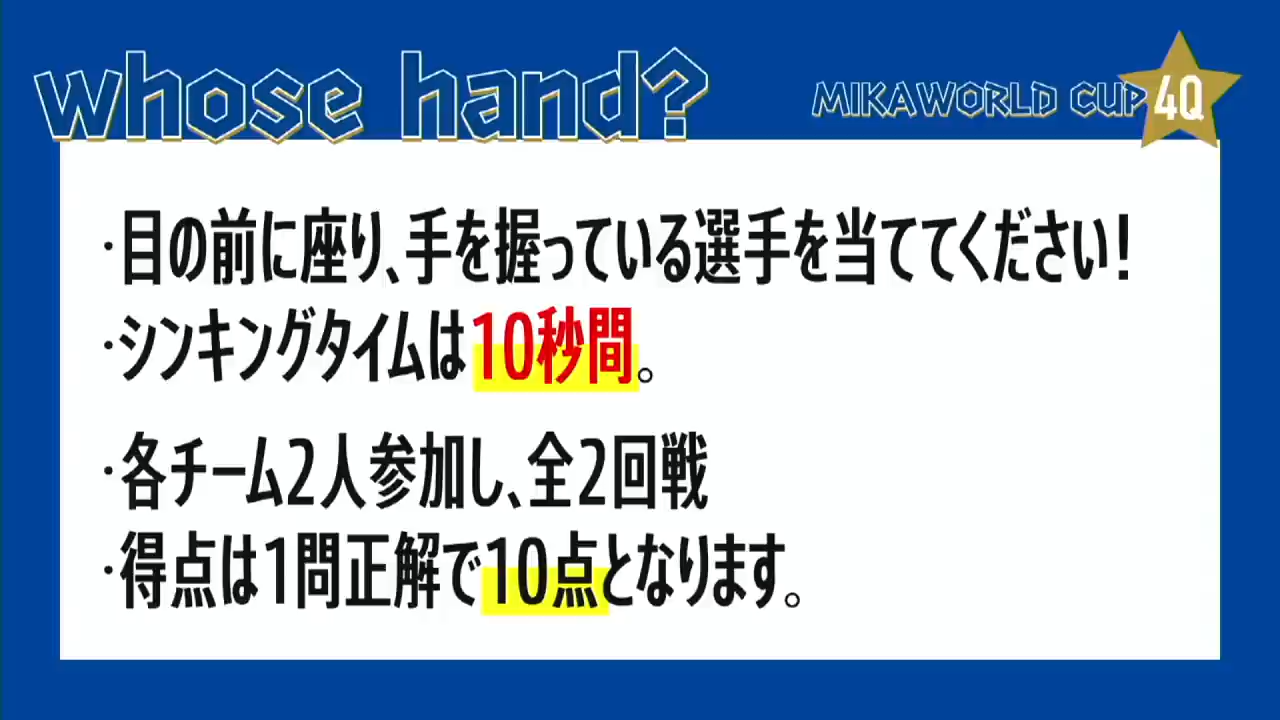 whose hand?
MIKAWORLD CUP 4Q
・目の前に座り、手を握っている選手を当ててください!
・シンキングタイムは10秒間。
・各チーム2人参加し、全2回戦
・得点は1問正解で10点となります。